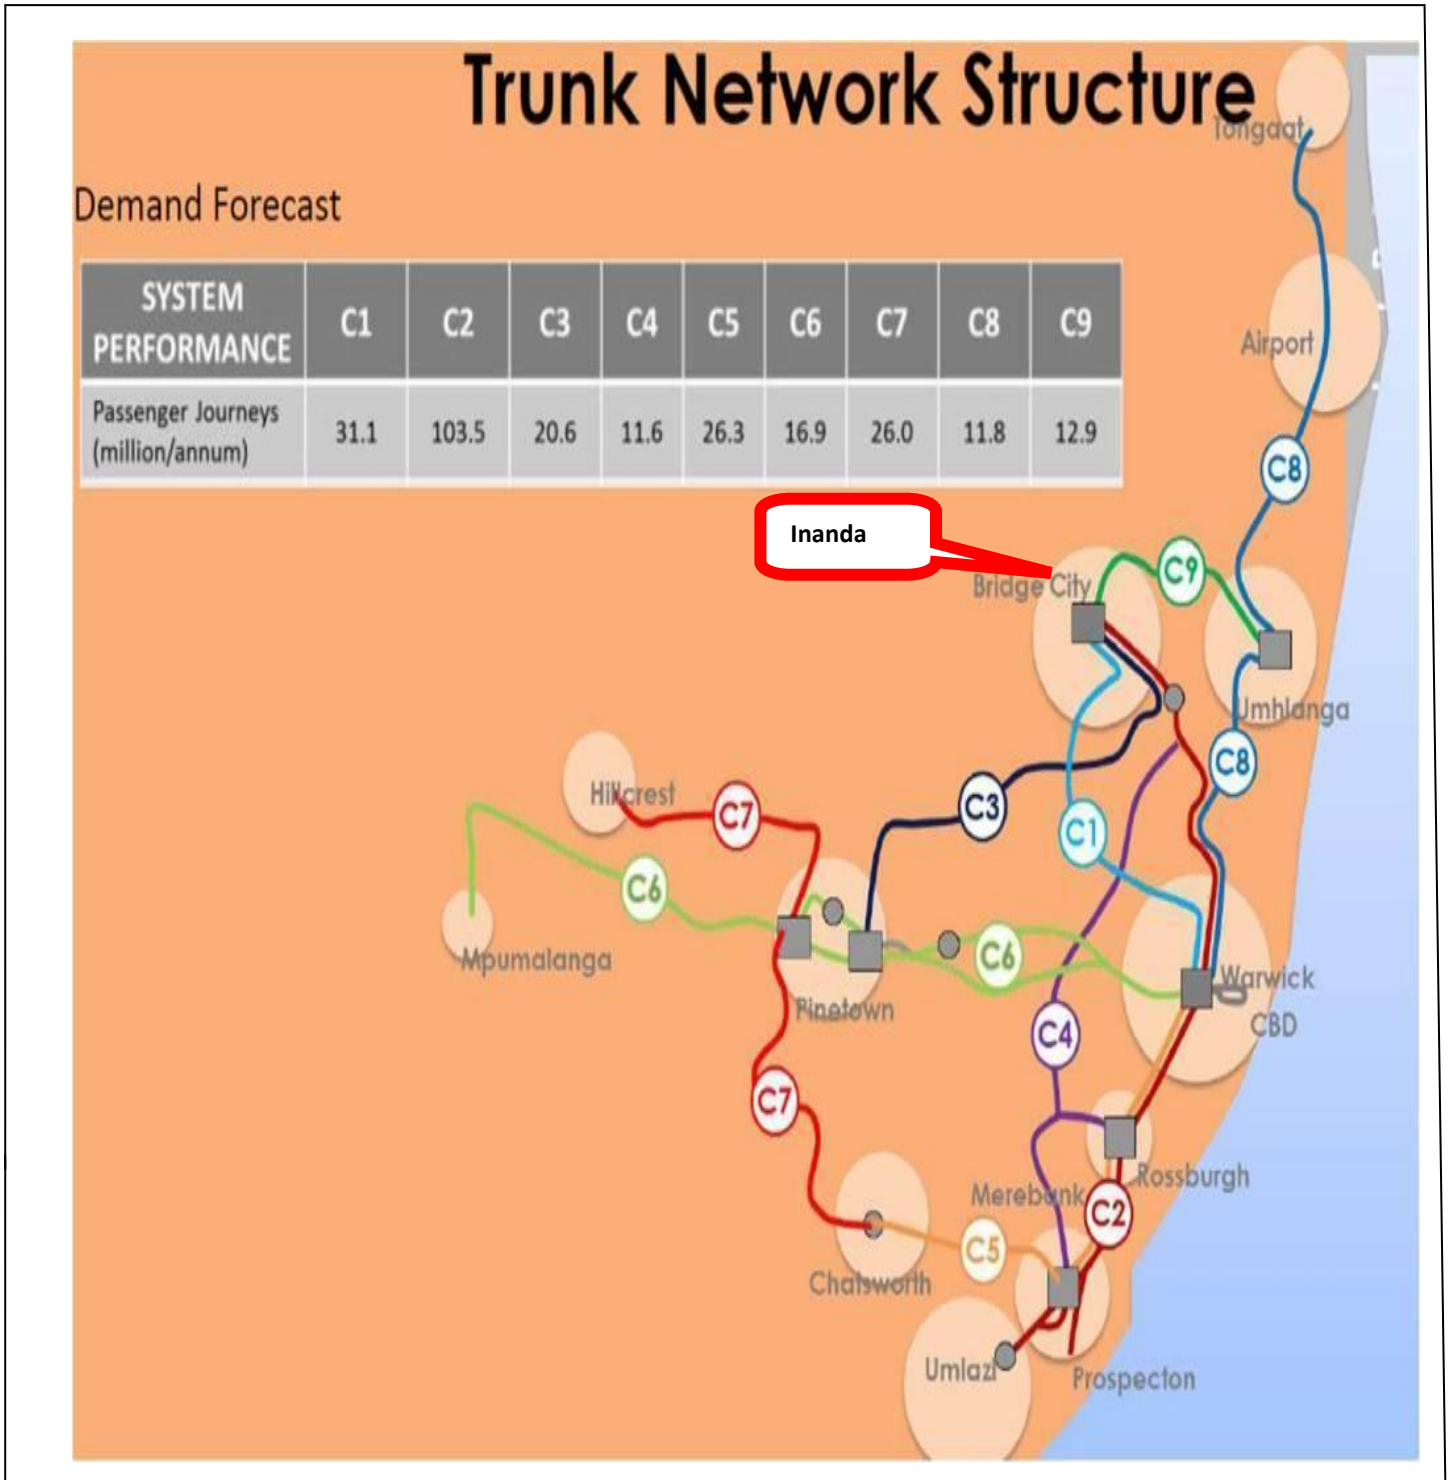 Trunk Network Structure
Tongaat
Demand Forecast
SYSTEM PERFORMANCE C1 C2 C3 C4 C5 C6 C7 C8 C9
Passenger Journeys (million/annum) 31.1 103.5 20.6 11.6 26.3 16.9 26.0 11.8 12.9
Airport
C8
Inanda
Bridge City
C9
Umhlanga
C8
Hillcrest
C7
C3
C1
C6
Mpumalanga
C6
Pinetown
Warwick
CBD
C4
C7
Rossburgh
Merebank
C2
C5
Chatsworth
Umlazi
Prospecton